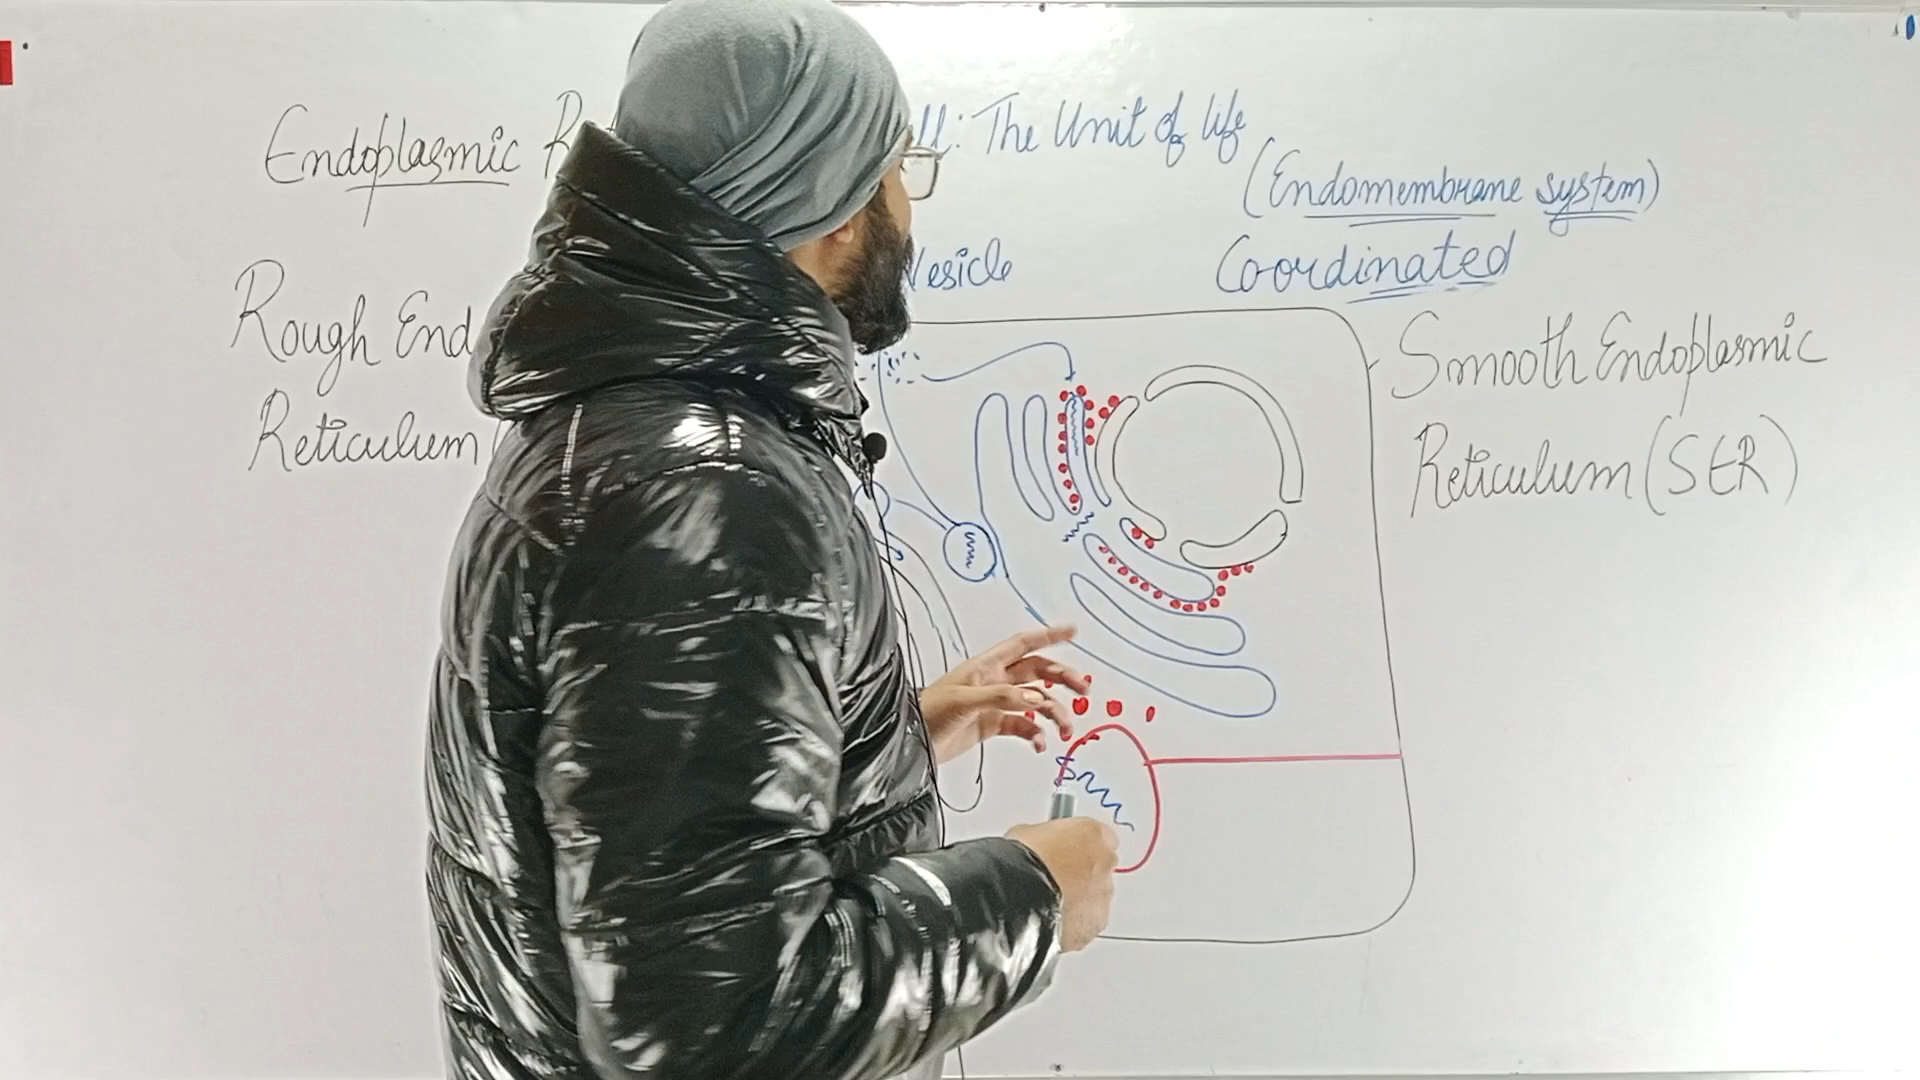 Endoplasmic
ll: The Unit of life
(Endomembrane system)
Vesicle
Coordinated
Rough End
Reticulum (
Smooth Endoplasmic
Reticulum (SER)